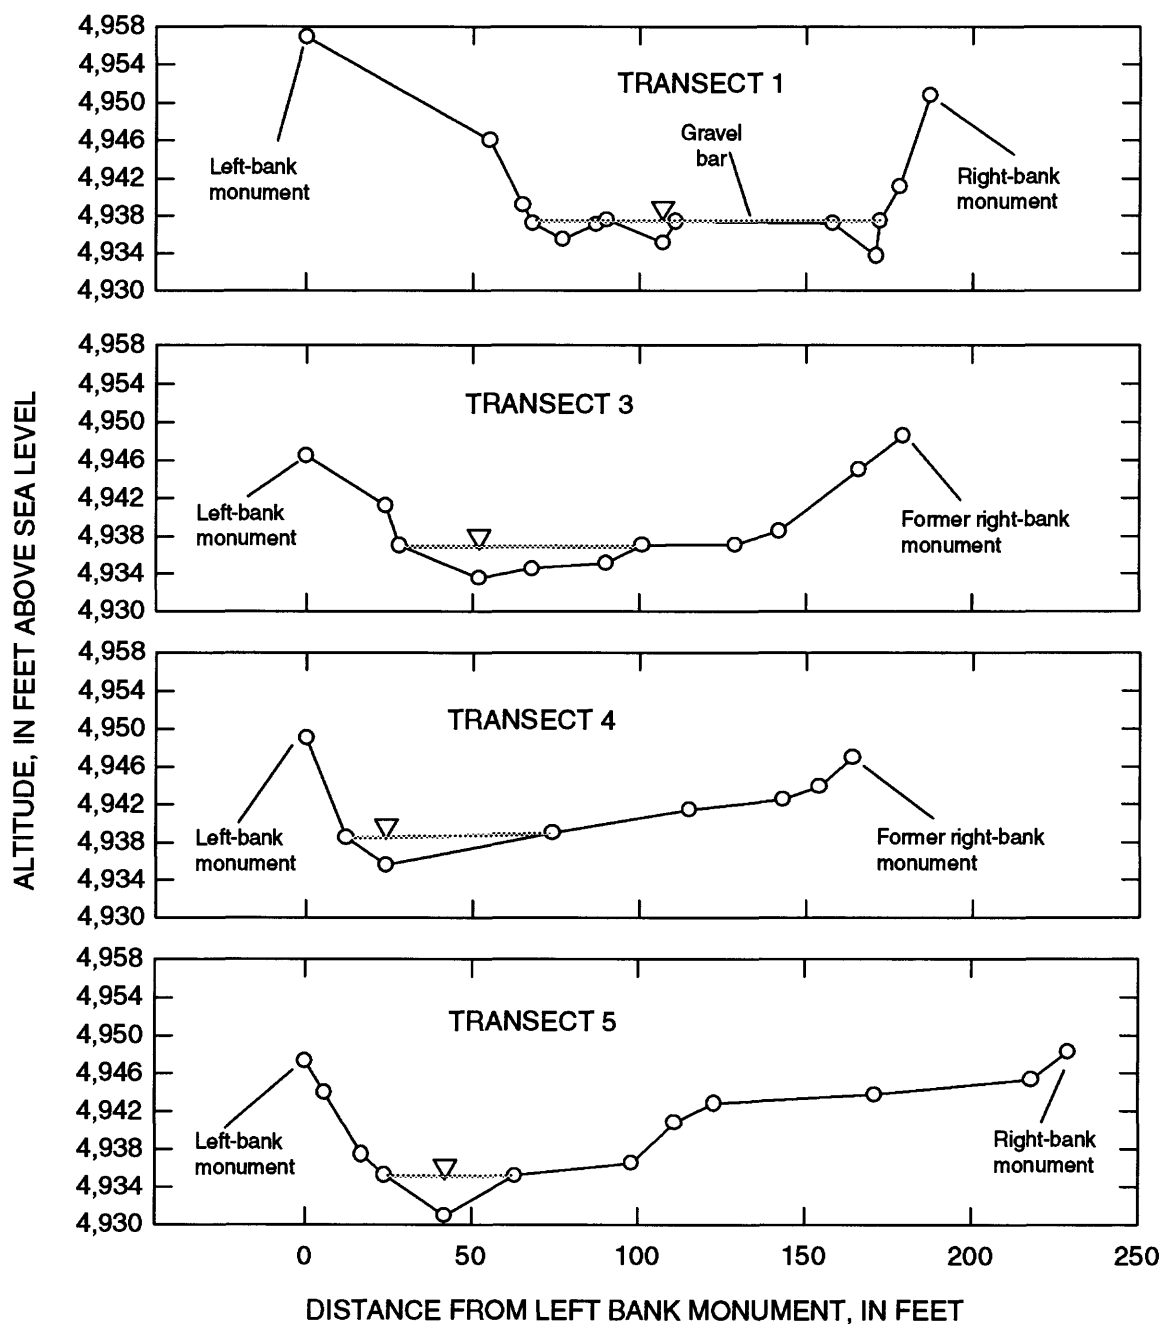 ALTITUDE, IN FEET ABOVE SEA LEVEL
4,958
4,954
4,950
4,946
4,942
4,938
4,934
4,930
TRANSECT 1
Left-bank
monument
Gravel
bar
Right-bank
monument
4,958
4,954
4,950
4,946
4,942
4,938
4,934
4,930
TRANSECT 3
Left-bank
monument
Former right-bank
monument
4,958
4,954
4,950
4,946
4,942
4,938
4,934
4,930
TRANSECT 4
Left-bank
monument
Former right-bank
monument
4,958
4,954
4,950
4,946
4,942
4,938
4,934
4,930
TRANSECT 5
Left-bank
monument
Right-bank
monument
0 50 100 150 200 250
DISTANCE FROM LEFT BANK MONUMENT, IN FEET